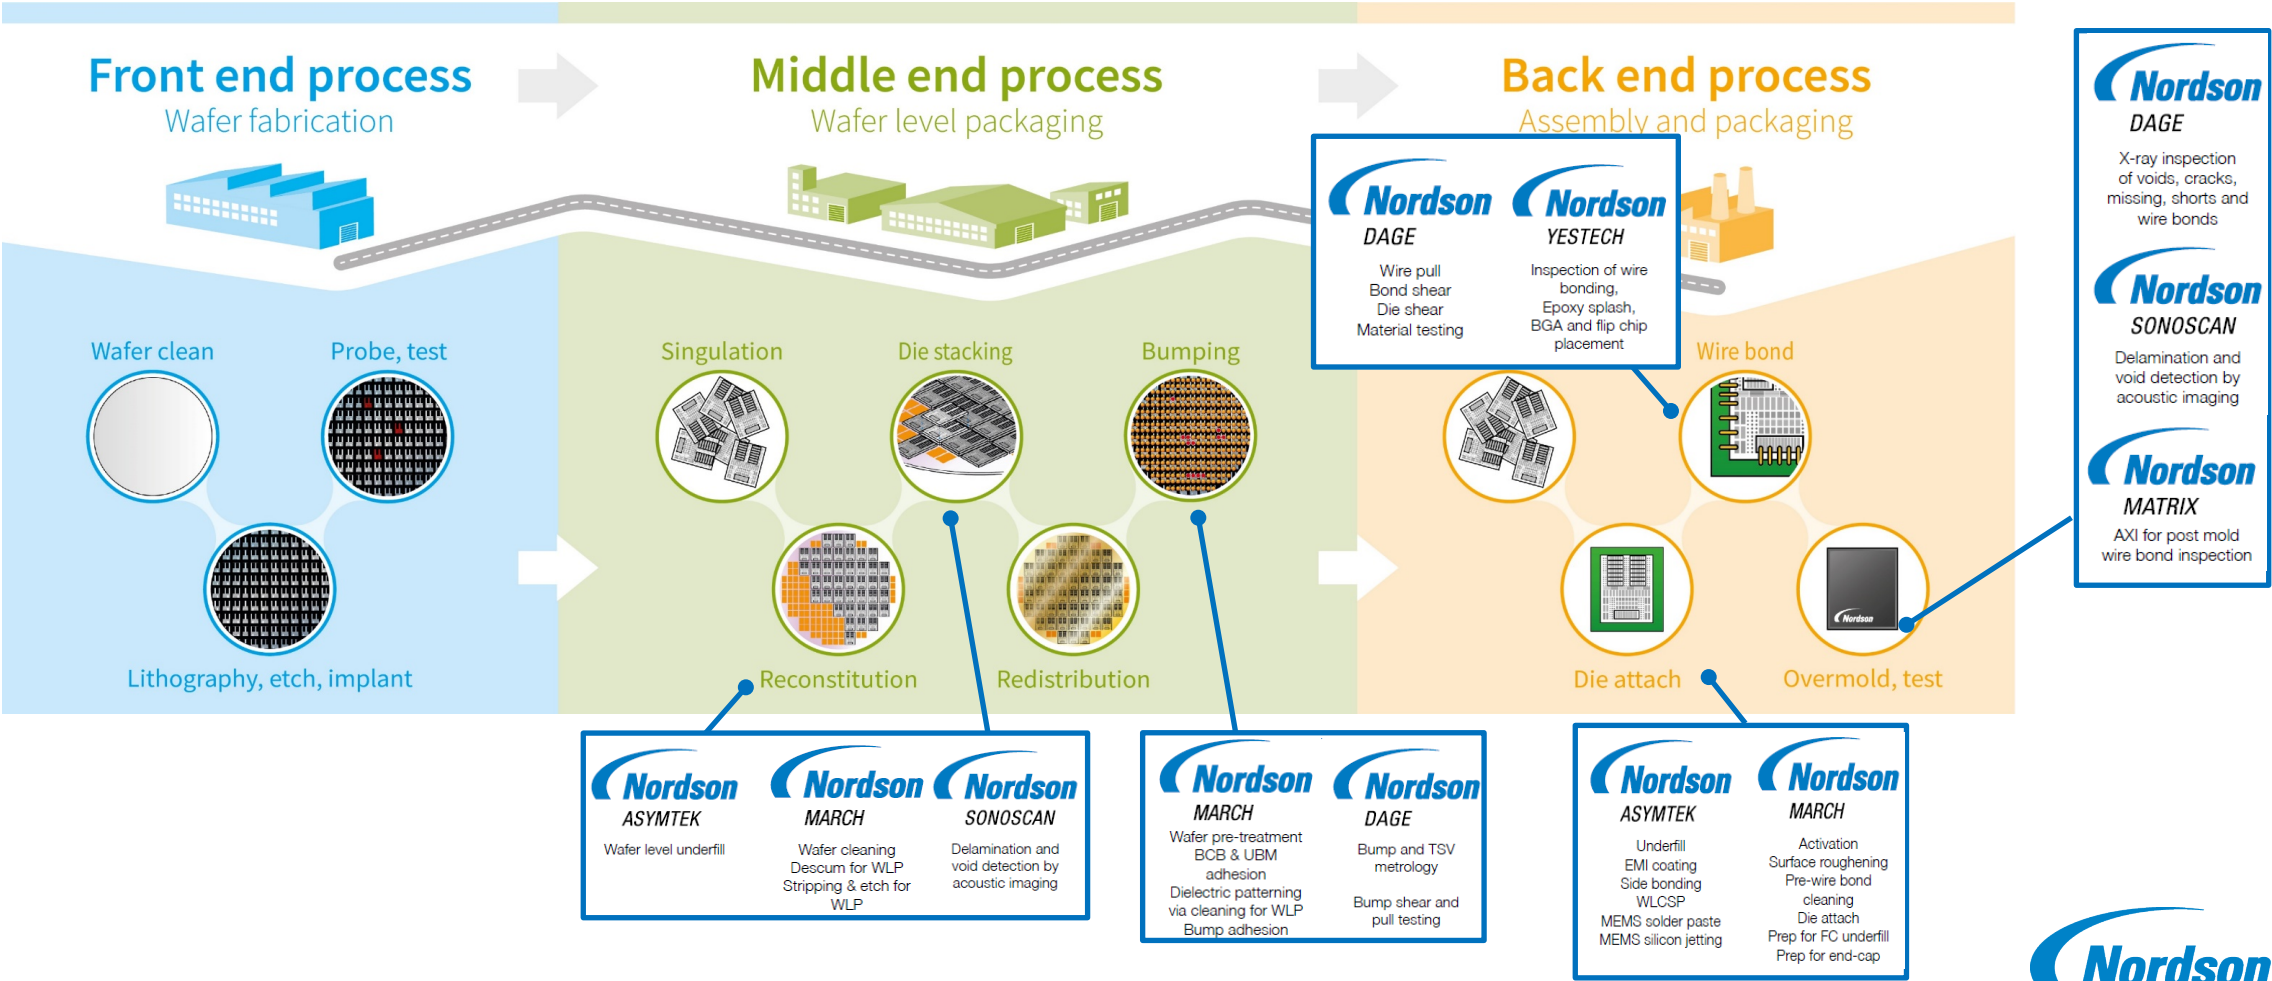 Front end process
Wafer fabrication
Middle end process
Wafer level packaging
Back end process
Assembly and packaging
Wafer clean
Probe, test
Lithography, etch, implant
Singulation
Die stacking
Bumping
Reconstitution
Redistribution
Wire bond
Die attach
Overmold, test
Nordson
Nordson
DAGE
Wire pull
Bond shear
Die shear
Material testing
Nordson
YESTECH
Inspection of wire
bonding,
Epoxy splash,
BGA and flip chip
placement
Nordson
DAGE
X-ray inspection
of voids, cracks,
missing, shorts and
wire bonds
Nordson
SONOSCAN
Delamination and
void detection by
acoustic imaging
Nordson
MATRIX
AXI for post mold
wire bond inspection
Nordson
ASYMTEK
Wafer level underfill
Nordson
MARCH
Wafer cleaning
Descum for WLP
Stripping & etch for
WLP
Nordson
SONOSCAN
Delamination and
void detection by
acoustic imaging
Nordson
MARCH
Wafer pre-treatment
BCB & UBM
adhesion
Dielectric patterning
via cleaning for WLP
Bump adhesion
Nordson
DAGE
Bump and TSV
metrology
Bump shear and
pull testing
Nordson
ASYMTEK
Underfill
EMI coating
Side bonding
WLCSP
MEMS solder paste
MEMS silicon jetting
Nordson
MARCH
Activation
Surface roughening
Pre-wire bond
cleaning
Die attach
Prep for FC underfill
Prep for end-cap
Nordson